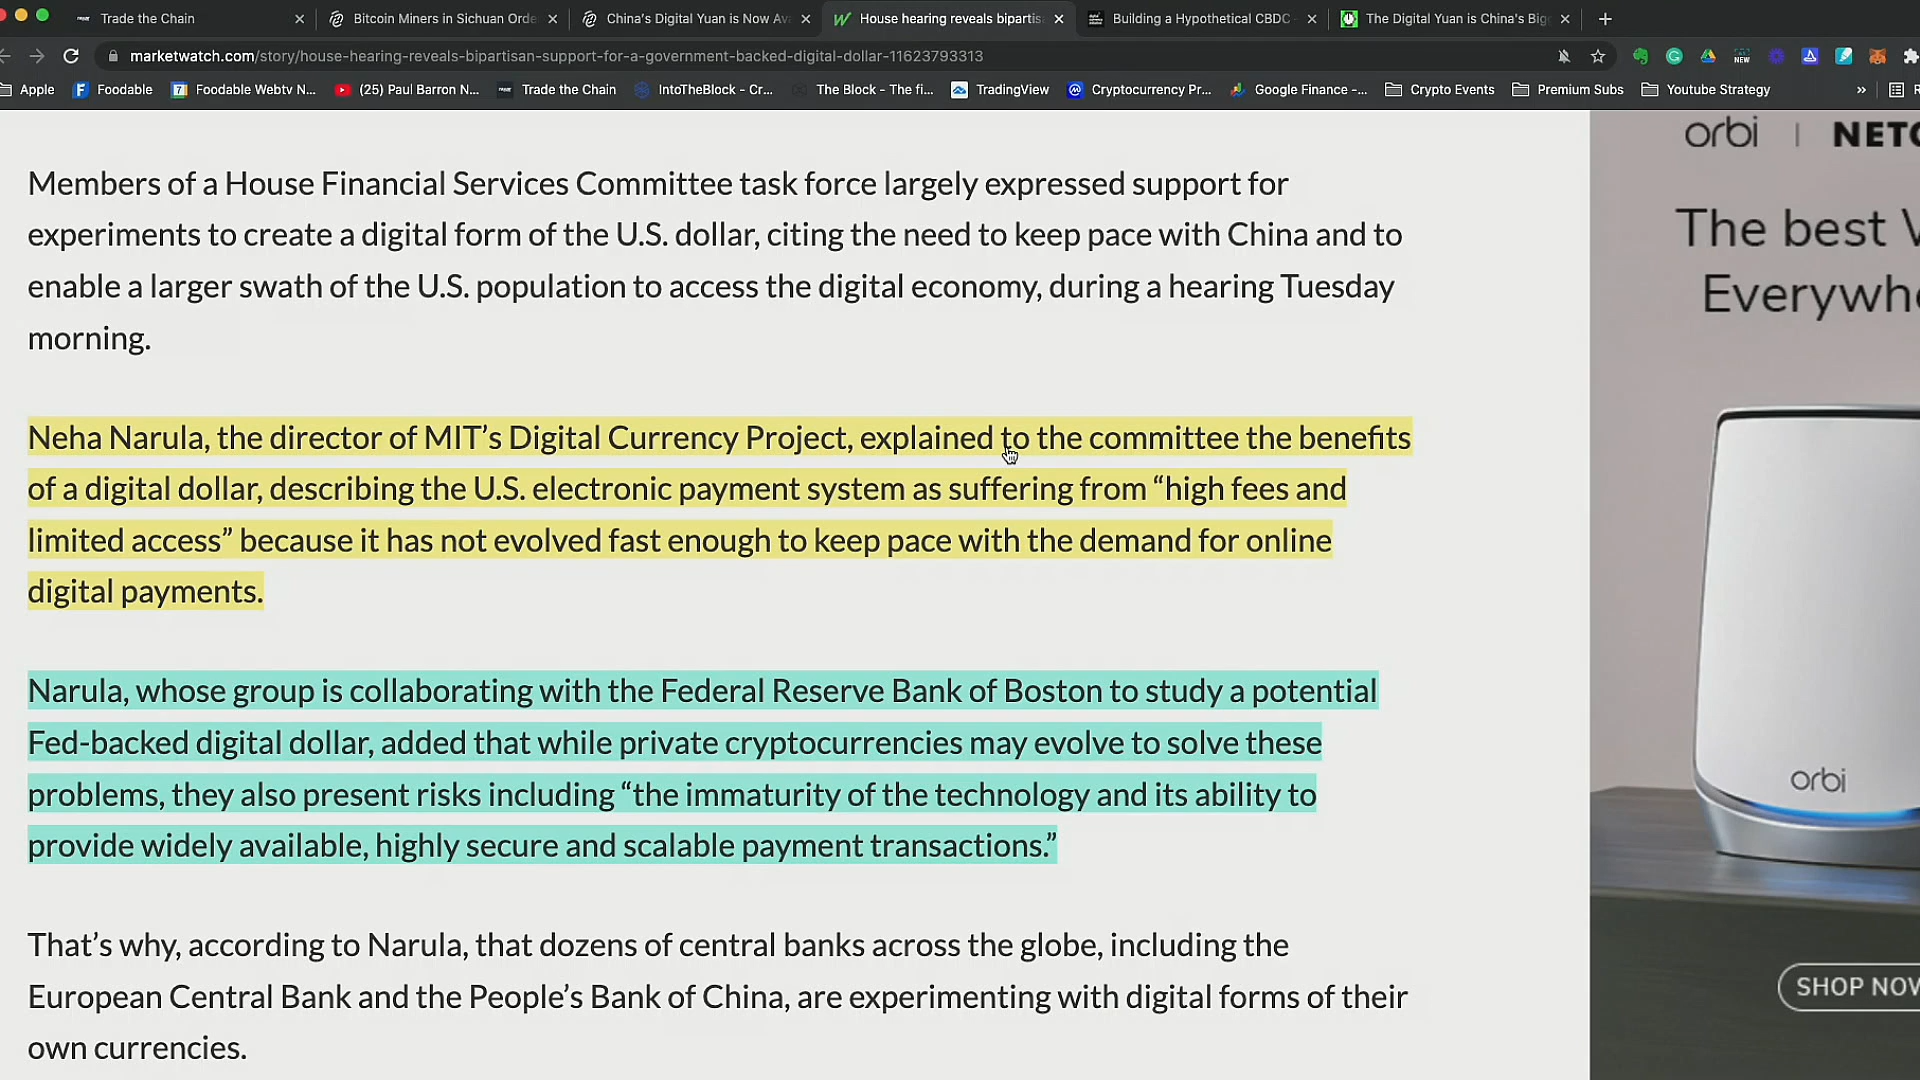 Trade the Chain
Bitcoin Miners in Sichuan Orde
China's Digital Yuan is Now Av
House hearing reveals bipartis
Building a Hypothetical CBDC
The Digital Yuan is China's Big
marketwatch.com/story/house-hearing-reveals-bipartisan-support-for-a-government-backed-digital-dollar-11623793313
NEW
Apple
Foodable
Foodable Webtv N...
(25) Paul Barron N...
Trade the Chain
IntoTheBlock - Cr...
The Block - The fi...
TradingView
Cryptocurrency Pr...
Google Finance -...
Crypto Events
Premium Subs
Youtube Strategy
»
Members of a House Financial Services Committee task force largely expressed support for
experiments to create a digital form of the U.S. dollar, citing the need to keep pace with China and to
enable a larger swath of the U.S. population to access the digital economy, during a hearing Tuesday
morning.
Neha Narula, the director of MIT’s Digital Currency Project, explained to the committee the benefits
of a digital dollar, describing the U.S. electronic payment system as suffering from “high fees and
limited access” because it has not evolved fast enough to keep pace with the demand for online
digital payments.
Narula, whose group is collaborating with the Federal Reserve Bank of Boston to study a potential
Fed-backed digital dollar, added that while private cryptocurrencies may evolve to solve these
problems, they also present risks including “the immaturity of the technology and its ability to
provide widely available, highly secure and scalable payment transactions.”
That’s why, according to Narula, that dozens of central banks across the globe, including the
European Central Bank and the People’s Bank of China, are experimenting with digital forms of their
own currencies.
orbi | NETG
The best W
Everywhe
orbi
SHOP NOW